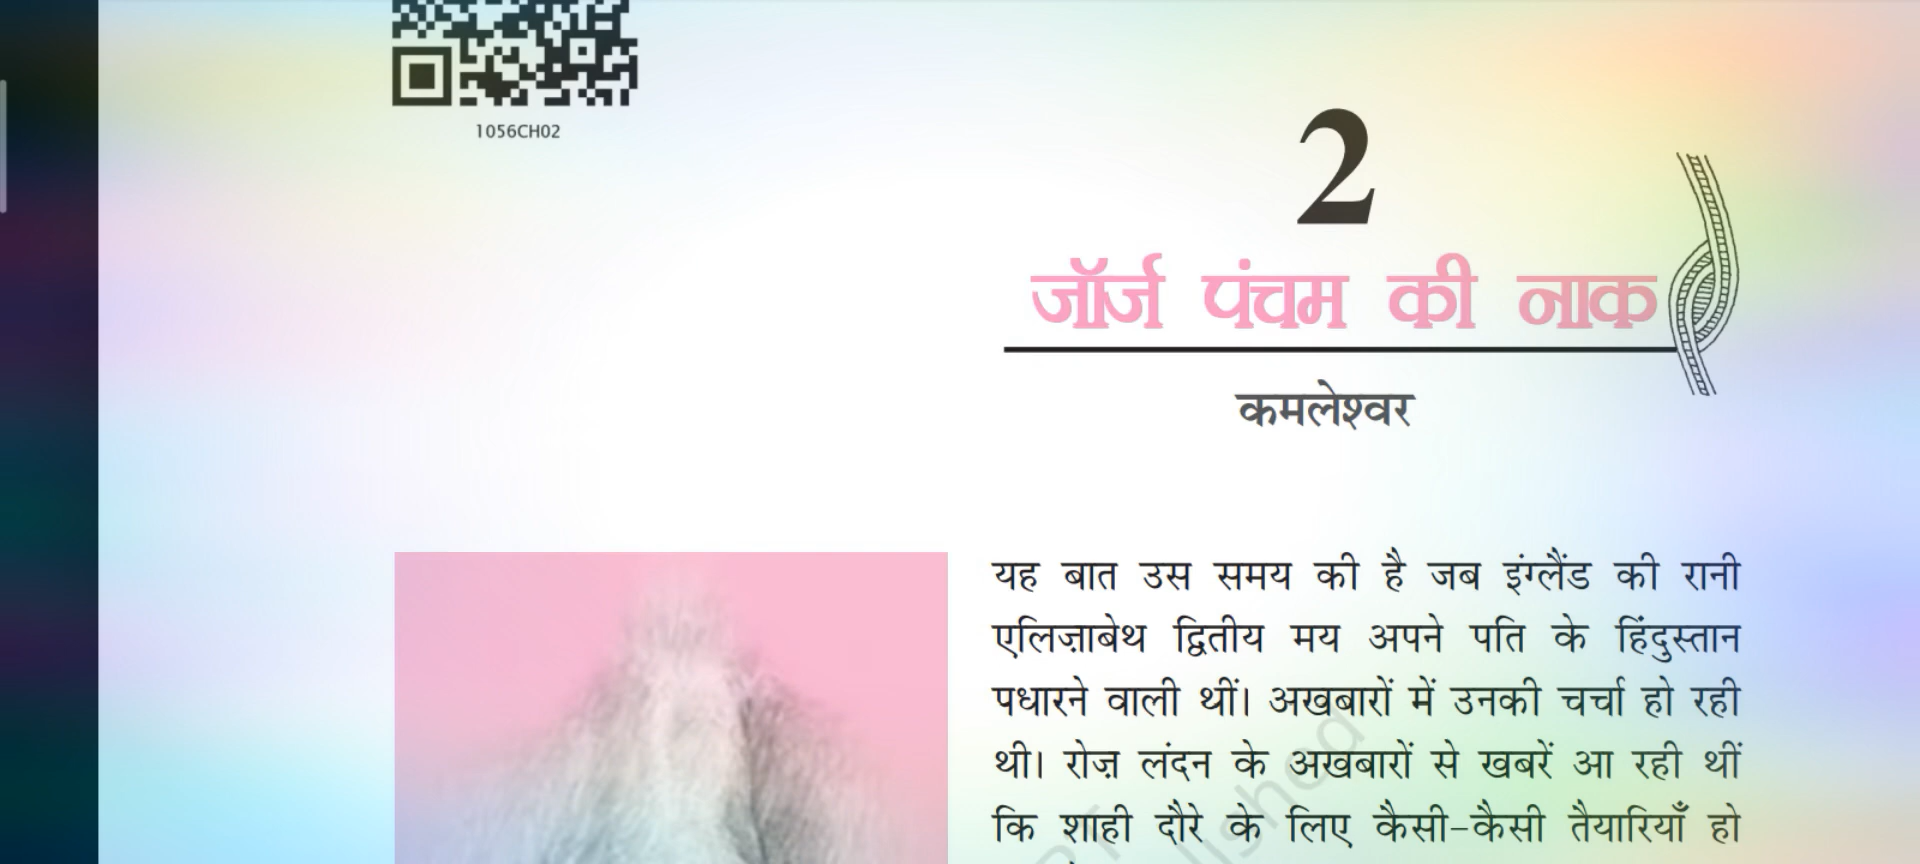 1056CH02
2
जॉर्ज पंचम की नाक
कमलेश्वर
यह बात उस समय की है जब इंग्लैंड की रानी
एलिज़ाबेथ द्वितीय मय अपने पति के हिंदुस्तान
पधारने वाली थीं। अखबारों में उनकी चर्चा हो रही
थी। रोज़ लंदन के अखबारों से खबरें आ रही थीं
कि शाही दौरे के लिए कैसी-कैसी तैयारियाँ हो